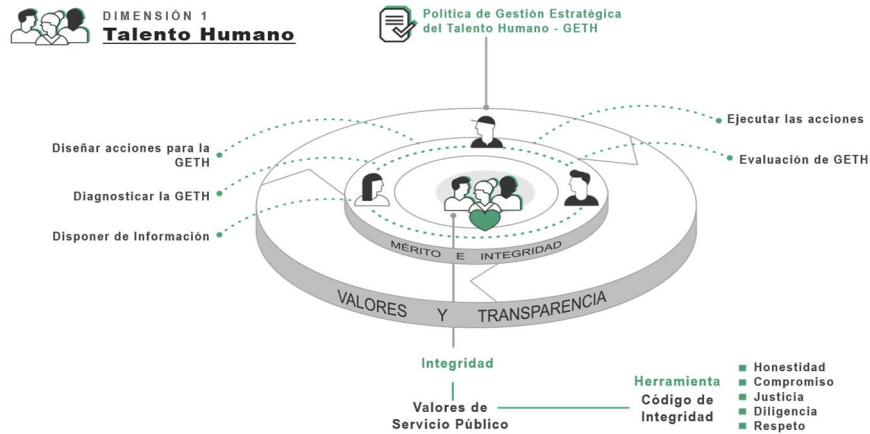 DIMENSIÓN 1
Talento Humano
Política de Gestión Estratégica
del Talento Humano - GETH
Diseñar acciones para la
GETH
Diagnosticar la GETH
Disponer de Información
Ejecutar las acciones
Evaluación de GETH
MÉRITO E INTEGRIDAD
VALORES Y TRANSPARENCIA
Integridad
Valores de
Servicio Público
Herramienta
Código de
Integridad
Honestidad
Compromiso
Justicia
Diligencia
Respeto